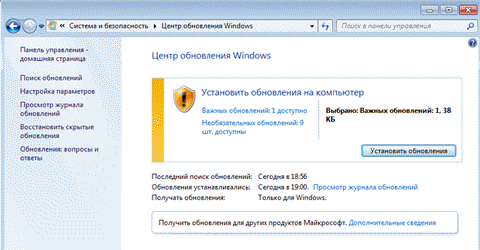 Система и безопасность ▸ Центр обновления Windows
Поиск в панели управления
Панель управления -
домашняя страница
Поиск обновлений
Настройка параметров
Просмотр журнала
обновлений
Восстановить скрытые
обновления
Обновления: вопросы и
ответы
Центр обновления Windows
Установить обновления на компьютер
Важных обновлений: 1 доступно
Необязательных обновлений: 9
шт. доступны
Выбрано: Важных обновлений: 1, 38
КБ
Установить обновления
Последний поиск обновлений: Сегодня в 18:56
Обновления устанавливались: Сегодня в 19:00. Просмотр журнала обновлений
Получать обновления: Только для Windows.
Получить обновления для других продуктов Майкрософт. Дополнительные сведения